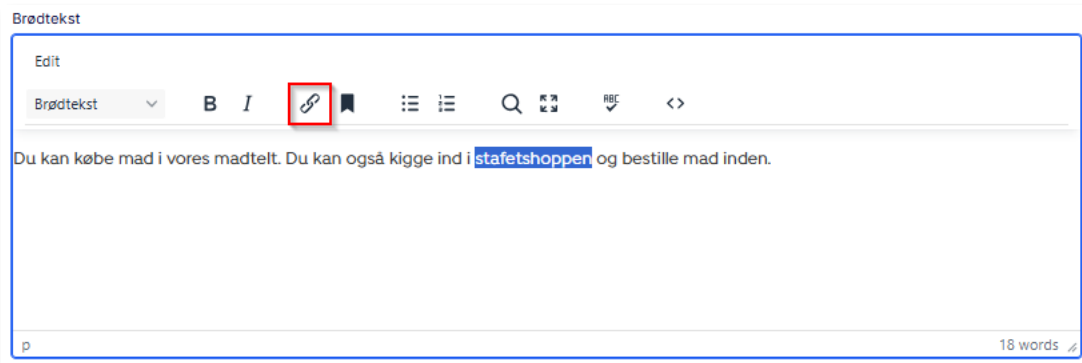 Brødtekst
Edit
Brødtekst B I ABC <>
Du kan købe mad i vores madtelt. Du kan også kigge ind i stafetshoppen og bestille mad inden.
p 18 words